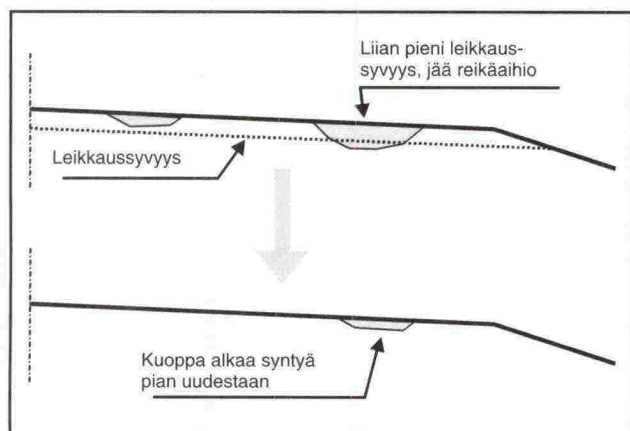 Liian pieni leikkaus-
syvyys, jää reikäaihio
Leikkaussyvyys
Kuoppa alkaa syntyä
pian uudestaan